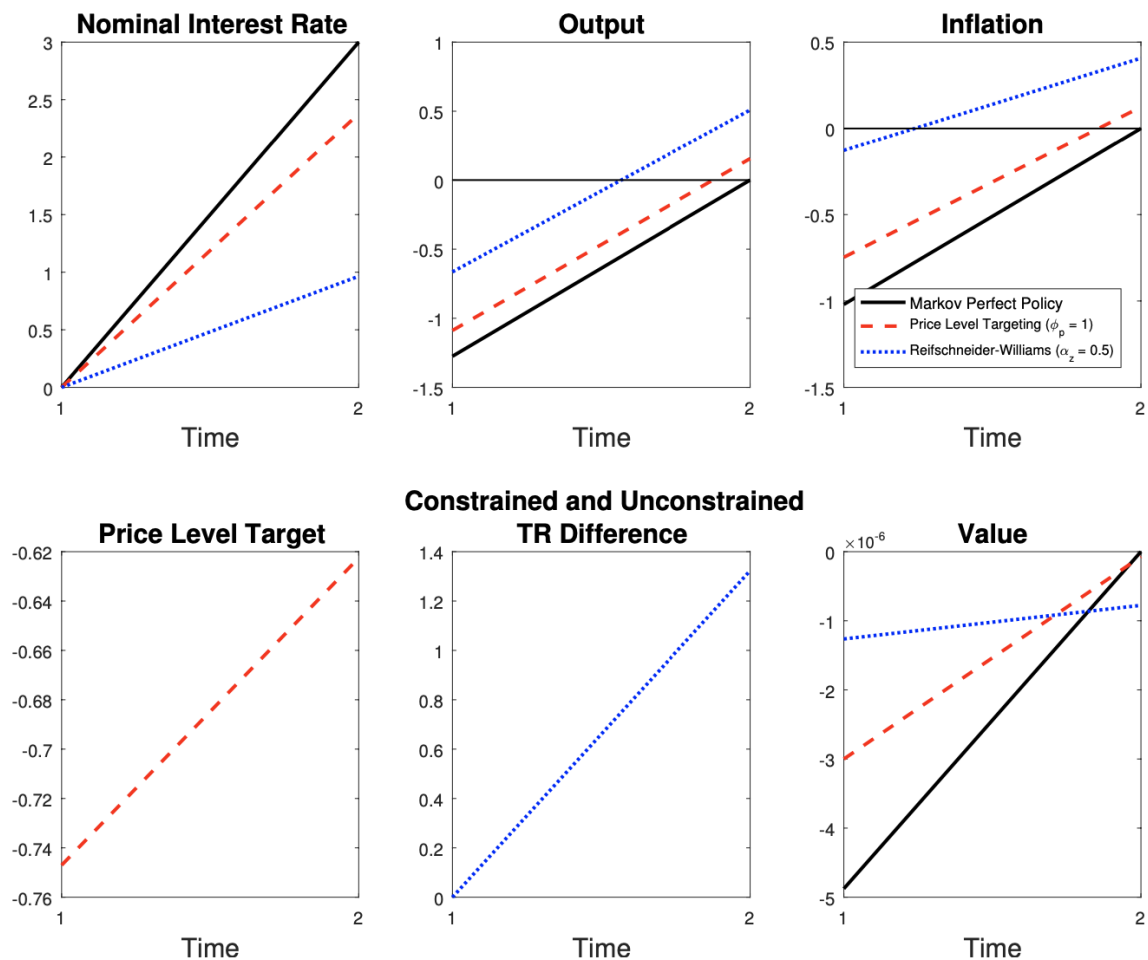 Nominal Interest Rate
3
2.5
2
1.5
1
0.5
0
1 2
Time
Output
1
0.5
0
-0.5
-1
-1.5
1 2
Time
Inflation
0.5
0
-0.5
-1
-1.5
Markov Perfect Policy
Price Level Targeting (ϕp = 1)
Reifschneider-Williams (αz = 0.5)
1 2
Time
Price Level Target
-0.62
-0.64
-0.66
-0.68
-0.7
-0.72
-0.74
-0.76
1 2
Time
Constrained and Unconstrained
TR Difference
1.4
1.2
1
0.8
0.6
0.4
0.2
0
1 2
Time
Value
×10-6
0
-1
-2
-3
-4
-5
1 2
Time